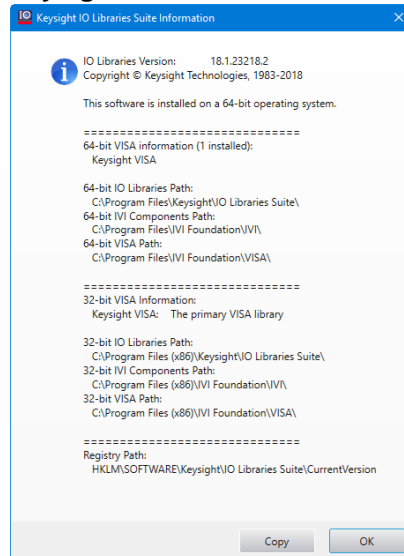 IO Keysight IO Libraries Suite Information
IO Libraries Version: 18.1.23218.2
Copyright © Keysight Technologies, 1983-2018
This software is installed on a 64-bit operating system.
==============================
64-bit VISA information (1 installed):
Keysight VISA
64-bit IO Libraries Path:
C:\Program Files\Keysight\IO Libraries Suite\
64-bit IVI Components Path:
C:\Program Files\IVI Foundation\IVI\
64-bit VISA Path:
C:\Program Files\IVI Foundation\VISA\
==============================
32-bit VISA Information:
Keysight VISA: The primary VISA library
32-bit IO Libraries Path:
C:\Program Files (x86)\Keysight\IO Libraries Suite\
32-bit IVI Components Path:
C:\Program Files (x86)\IVI Foundation\IVI\
32-bit VISA Path:
C:\Program Files (x86)\IVI Foundation\VISA\
==============================
Registry Path:
HKLM\SOFTWARE\Keysight\IO Libraries Suite\CurrentVersion
Copy OK